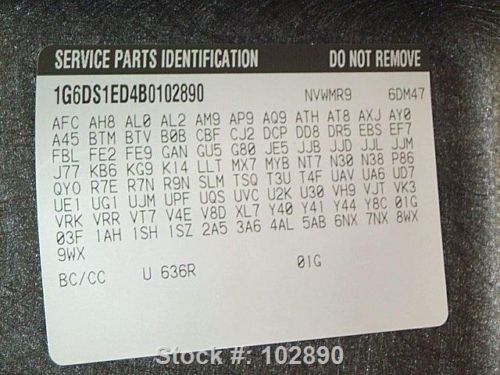 SERVICE PARTS IDENTIFICATION DO NOT REMOVE
1G6DS1ED4B0102890 NVWMR9 6DM47
AFC AH8 AL0 AL2 AM9 AP9 AQ9 ATH AT8 AXJ AY0
A45 BTM BTV B0B CBF CJ2 DCP DD8 DR5 EBS EF7
FBL FE2 FE9 GAN GU5 G80 JE5 JJB JJD JJL JJM
J77 KB6 KG9 K14 LLT MX7 MYB NT7 N30 N38 P86
QYO R7E R7N R9N SLM TSQ T3U T4F UAV UA6 UD7
UE1 UG1 UJM UPF UQS UVC U2K U30 VH9 VJT VK3
VRK VRR VT7 V4E V8D XL7 Y40 Y41 Y44 Y8C 01G
03F 1AH 1SH 1SZ 2A5 3A6 4AL 5AB 6NX 7NX 8WX
9WX
BC/CC U 636R 01G
Stock #: 102890